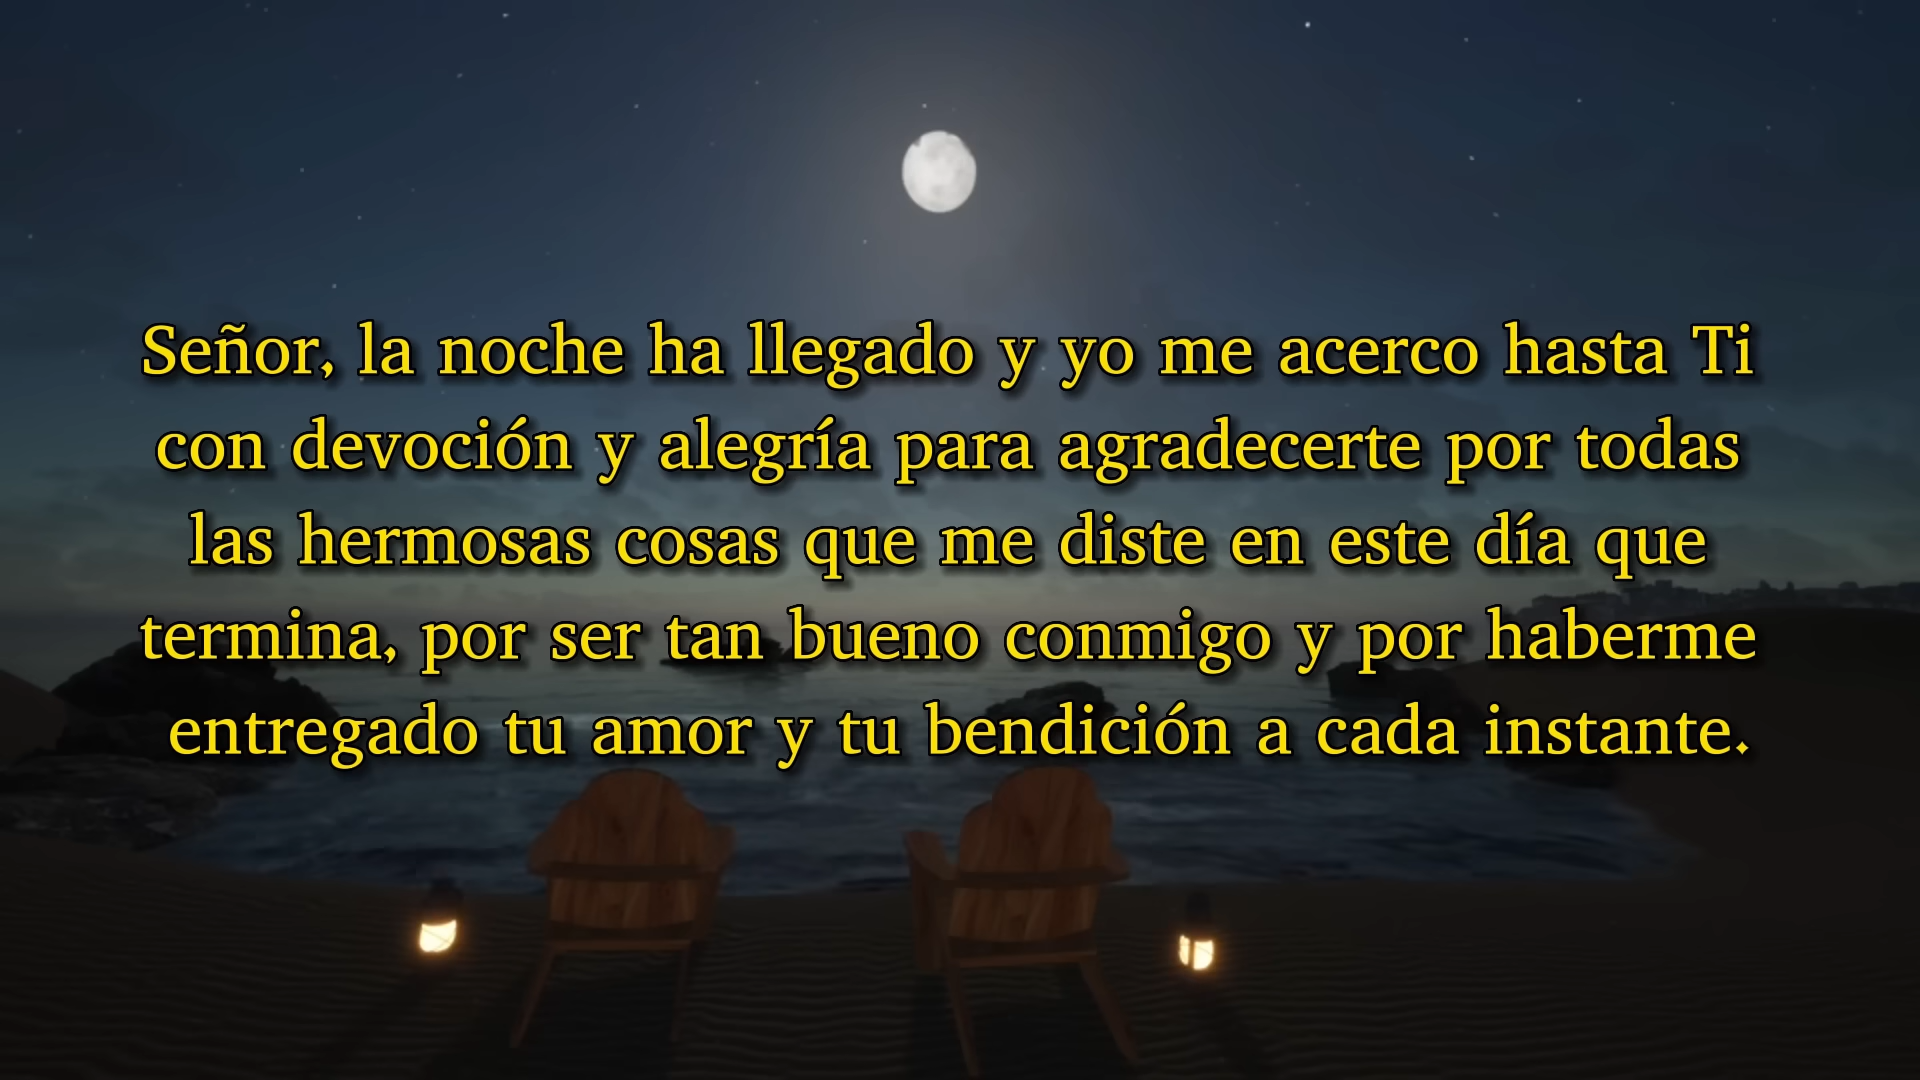 Señor, la noche ha llegado y yo me acerco hasta Ti
con devoción y alegría para agradecerte por todas
las hermosas cosas que me diste en este día que
termina, por ser tan bueno conmigo y por haberme
entregado tu amor y tu bendición a cada instante.